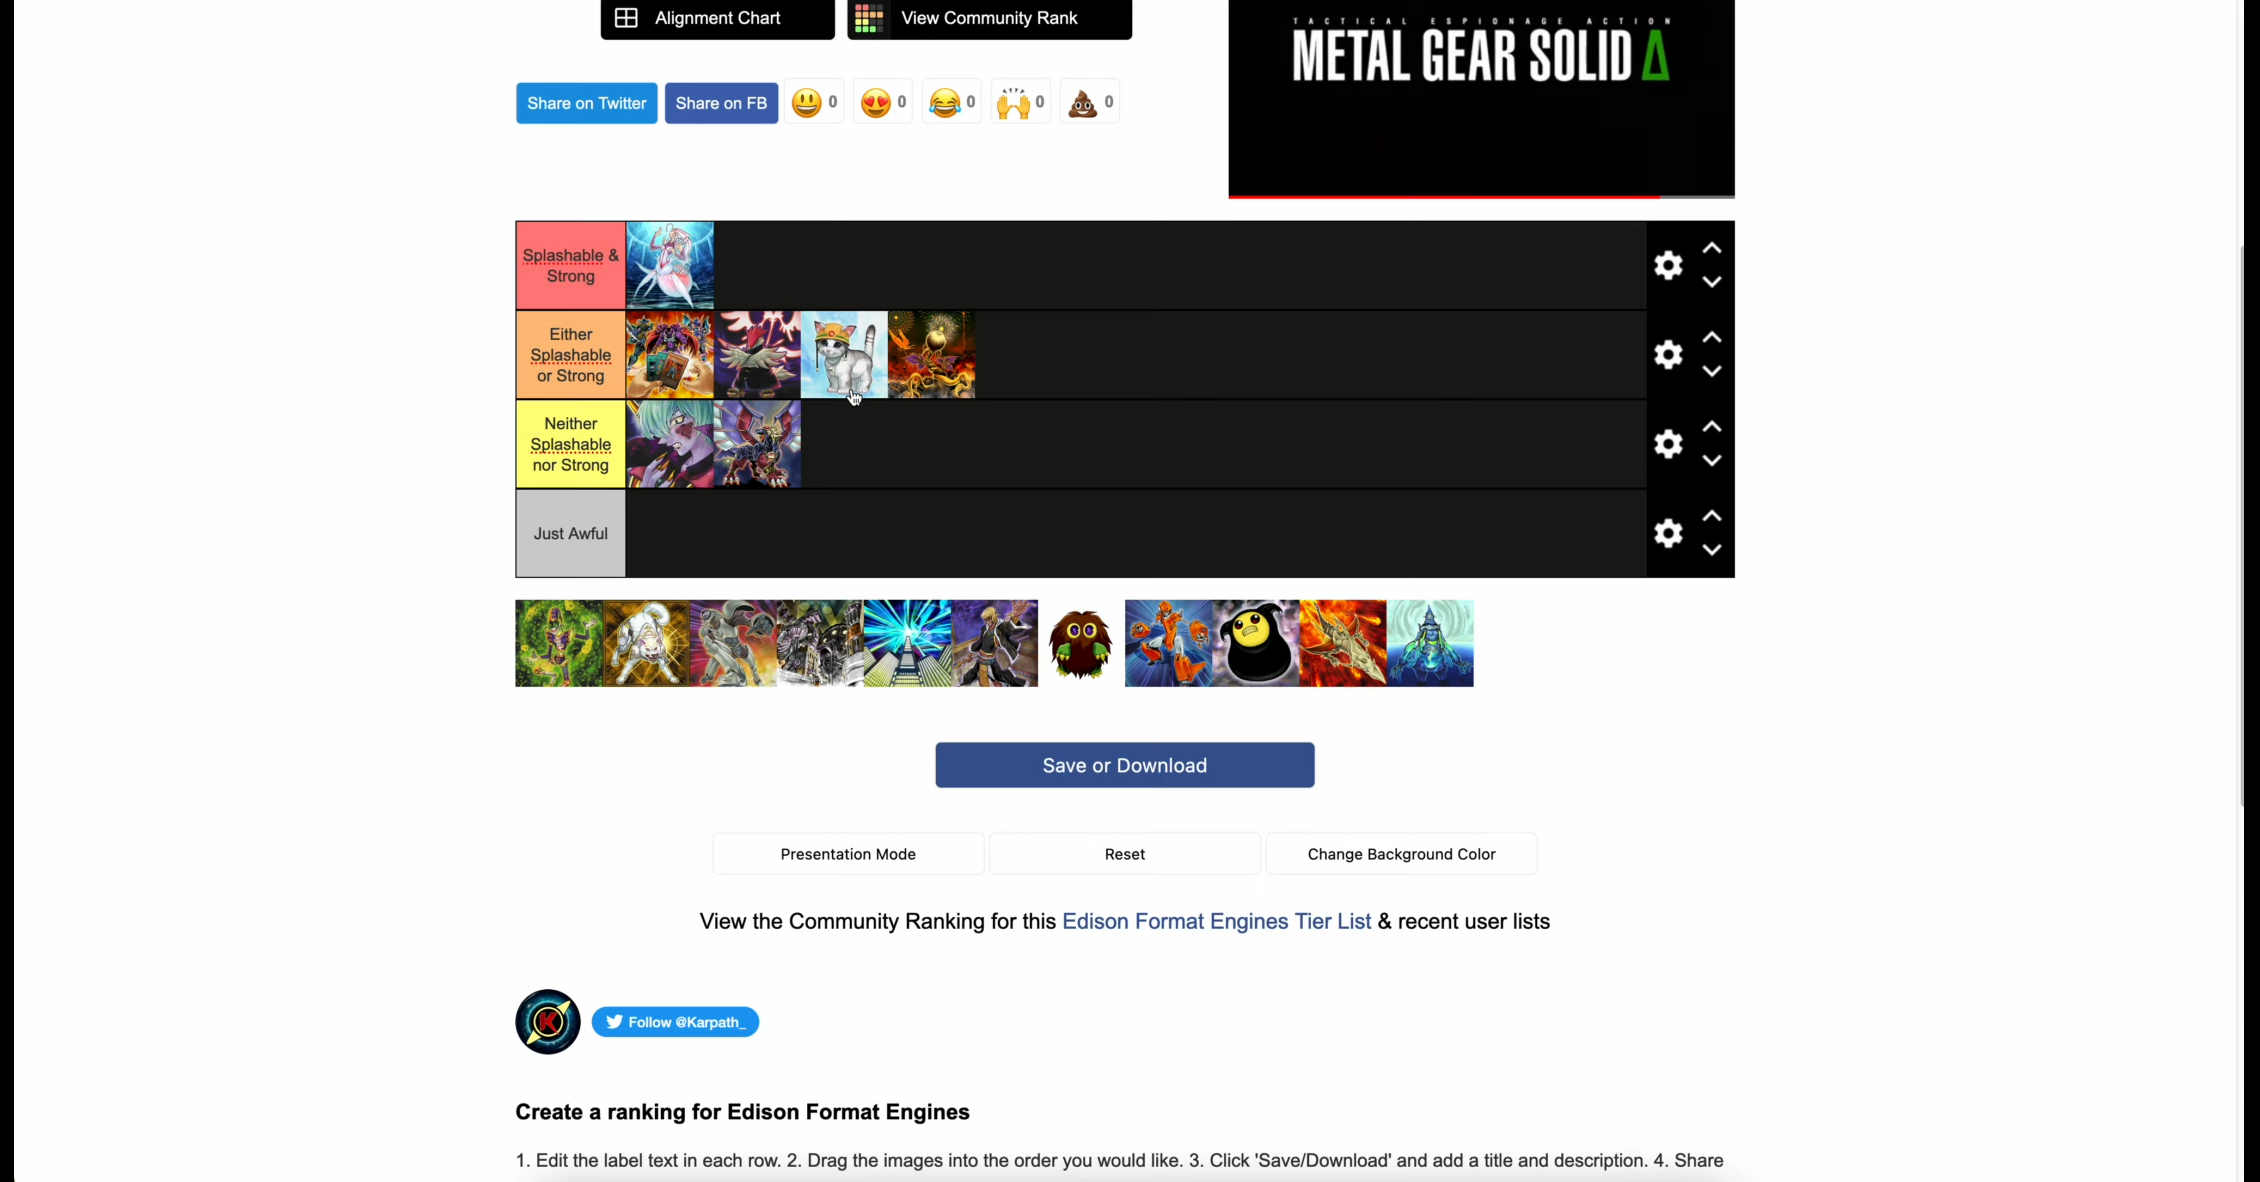 Alignment Chart
View Community Rank
TACTICAL ESPIONAGE ACTION
METAL GEAR SOLID Δ
Share on Twitter
Share on FB
0
0
0
0
0
Splashable &
Strong
Either
Splashable
or Strong
Neither
Splashable
nor Strong
Just Awful
Save or Download
Presentation Mode
Reset
Change Background Color
View the Community Ranking for this Edison Format Engines Tier List & recent user lists
K
Follow @Karpath_
Create a ranking for Edison Format Engines
1. Edit the label text in each row. 2. Drag the images into the order you would like. 3. Click 'Save/Download' and add a title and description. 4. Share